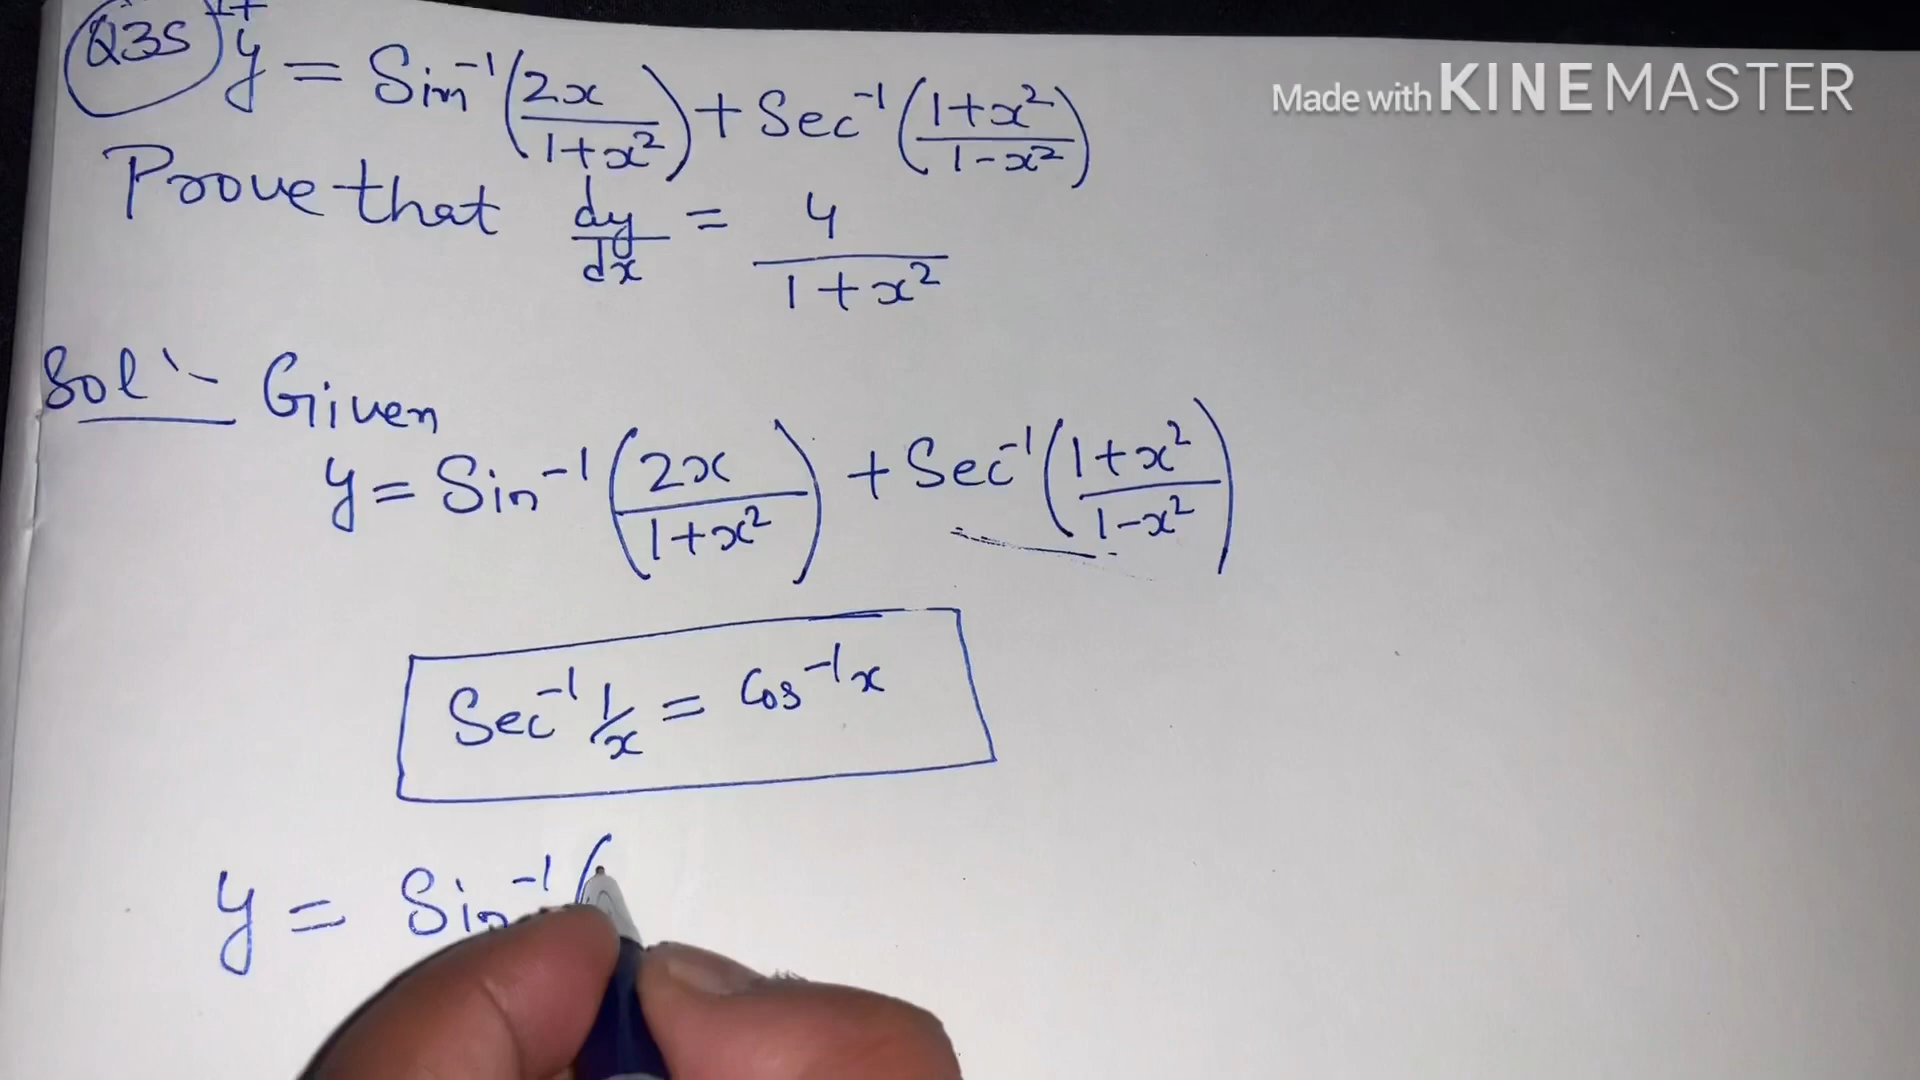 Q35 If y = Sin⁻¹(2x/(1+x²)) + Sec⁻¹((1+x²)/(1-x²))
Made with KINEMASTER
Prove that dy/dx = 4/(1+x²)
Sol :- Given
y = Sin⁻¹(2x/(1+x²)) + Sec⁻¹((1+x²)/(1-x²))
Sec⁻¹ 1/x = Cos⁻¹x
y = Sin⁻¹(